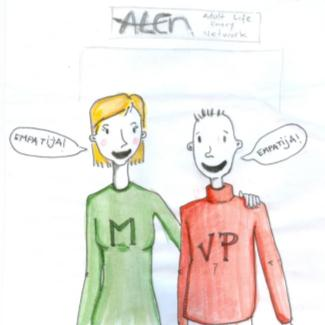 ALEn
Adult Life
Entry
Network
EMPATIJA!
EMPATIJA!
M
VP